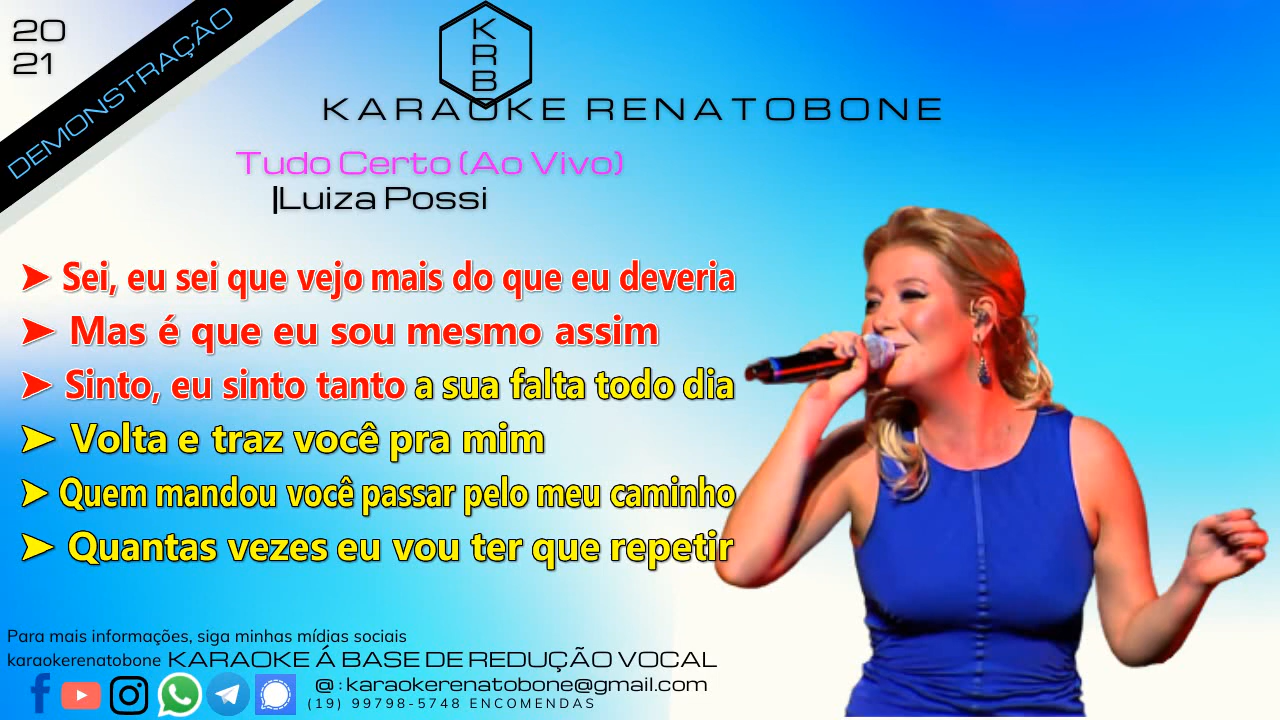 20
21
DEMONSTRAÇÃO
K
R
B
KARAOKE RENATOBONE
Tudo Certo (Ao Vivo)
|Luiza Possi
➤ Sei, eu sei que vejo mais do que eu deveria
➤ Mas é que eu sou mesmo assim
➤ Sinto, eu sinto tanto a sua falta todo dia
➤ Volta e traz você pra mim
➤ Quem mandou você passar pelo meu caminho
➤ Quantas vezes eu vou ter que repetir
Para mais informações, siga minhas mídias sociais
karaokerenatobone KARAOKE Á BASE DE REDUÇÃO VOCAL
@ : karaokerenatobone@gmail.com
(19) 99798-5748 ENCOMENDAS